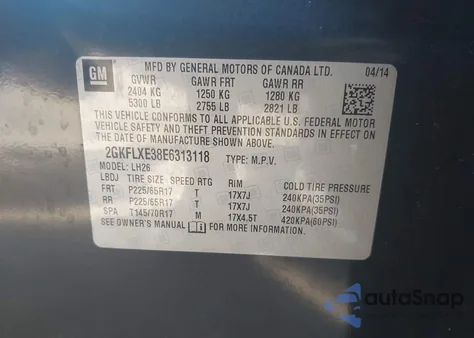 GM
MFD BY GENERAL MOTORS OF CANADA LTD. 04/14
GVWR GAWR FRT GAWR RR
2404 KG 1250 KG 1280 KG
5300 LB 2755 LB 2821 LB
THIS VEHICLE CONFORMS TO ALL APPLICABLE U.S. FEDERAL MOTOR
VEHICLE SAFETY, BUMPER, AND THEFT PREVENTION STANDARDS IN
EFFECT ON THE DATE OF MANUFACTURE SHOWN ABOVE.
2GKFLXE38E6313118 TYPE: M.P.V.
MODEL: LH26
LBDJ TIRE SIZE SPEED RTG RIM COLD TIRE PRESSURE
FRT P225/65R17 T 17X7J 240KPA(35PSI)
RR P225/65R17 T 17X7J 240KPA(35PSI)
SPA T145/70R17 M 17X4.5T 420KPA(60PSI)
SEE OWNER'S MANUAL FOR MORE INFORMATION.
autoSnap